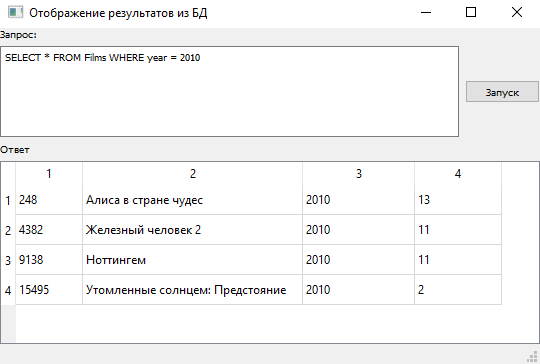 Отображение результатов из БД
Запрос:
SELECT * FROM Films WHERE year = 2010
Запуск
Ответ
1 2 3 4
1 248 Алиса в стране чудес 2010 13
2 4382 Железный человек 2 2010 11
3 9138 Ноттингем 2010 11
4 15495 Утомленные солнцем: Предстояние 2010 2